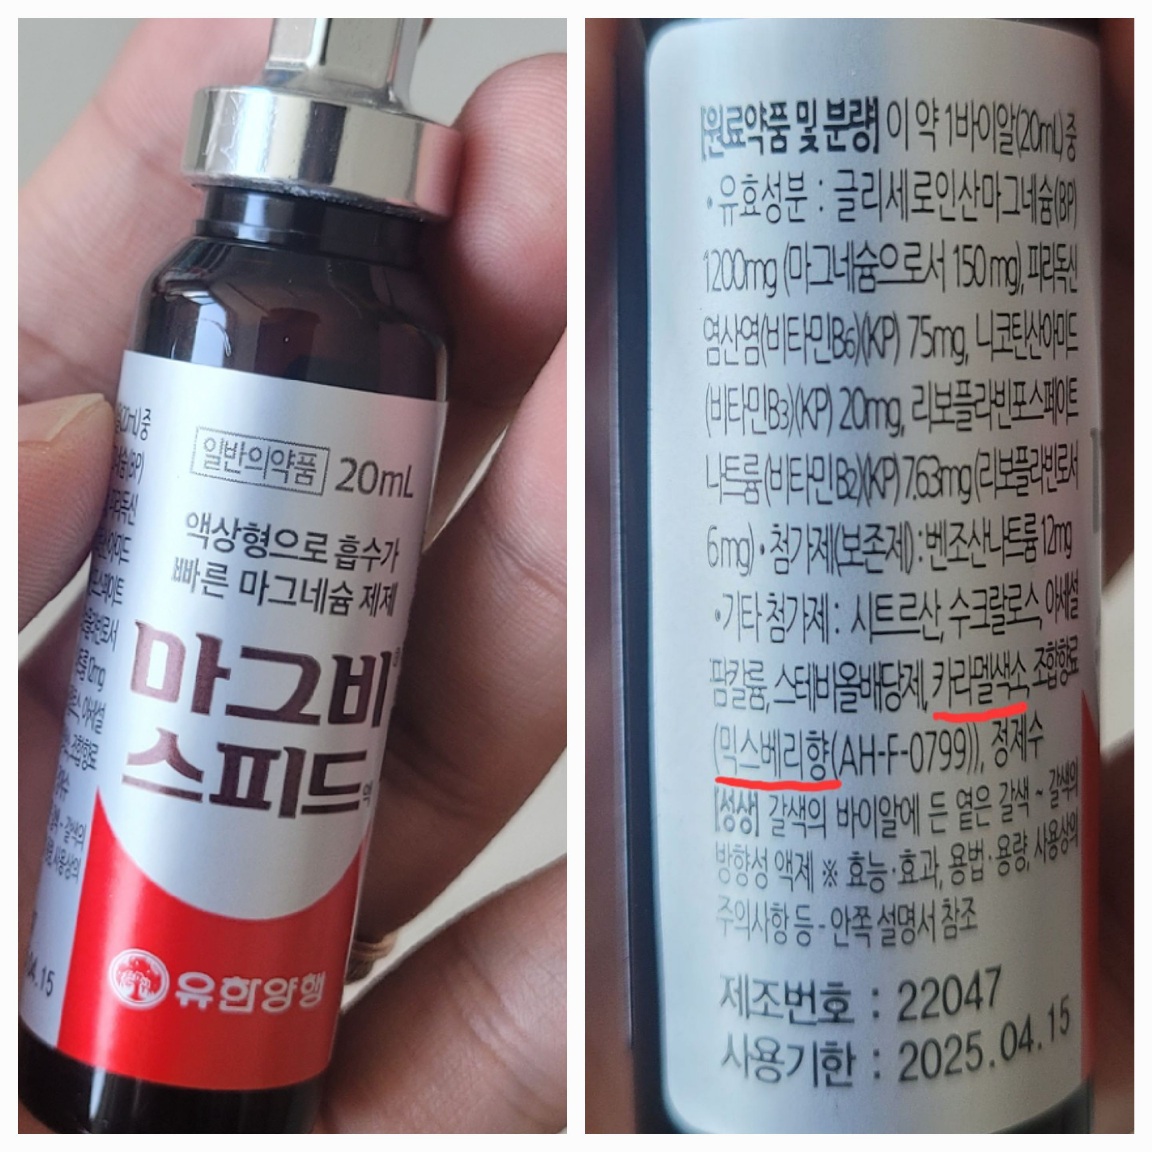 일반의약품 20mL
액상형으로 흡수가
빠른 마그네슘 제제
마그비®
스피드액
유한양행
04.15
[원료약품 및 분량] 이 약 1바이알(20mL) 중
•유효성분 : 글리세로인산마그네슘(BP)
1200mg (마그네슘으로서 150mg), 피리독신
염산염(비타민B6)(KP) 75mg, 니코틴산아미드
(비타민B3)(KP) 20mg, 리보플라빈포스페이트
나트륨(비타민B2)(KP) 7.63mg (리보플라빈로서
6mg) •첨가제(보존제) : 벤조산나트륨 12mg
•기타 첨가제 : 시트르산, 수크랄로스, 아세설
팜칼륨, 스테비올배당체, 카라멜색소, 조합향료
(믹스베리향(AH-F-0799)), 정제수
[성상] 갈색의 바이알에 든 옅은 갈색 ~ 갈색의
방향성 액제 ※ 효능·효과, 용법·용량, 사용상의
주의사항 등 - 안쪽 설명서 참조
제조번호 : 22047
사용기한 : 2025.04.15